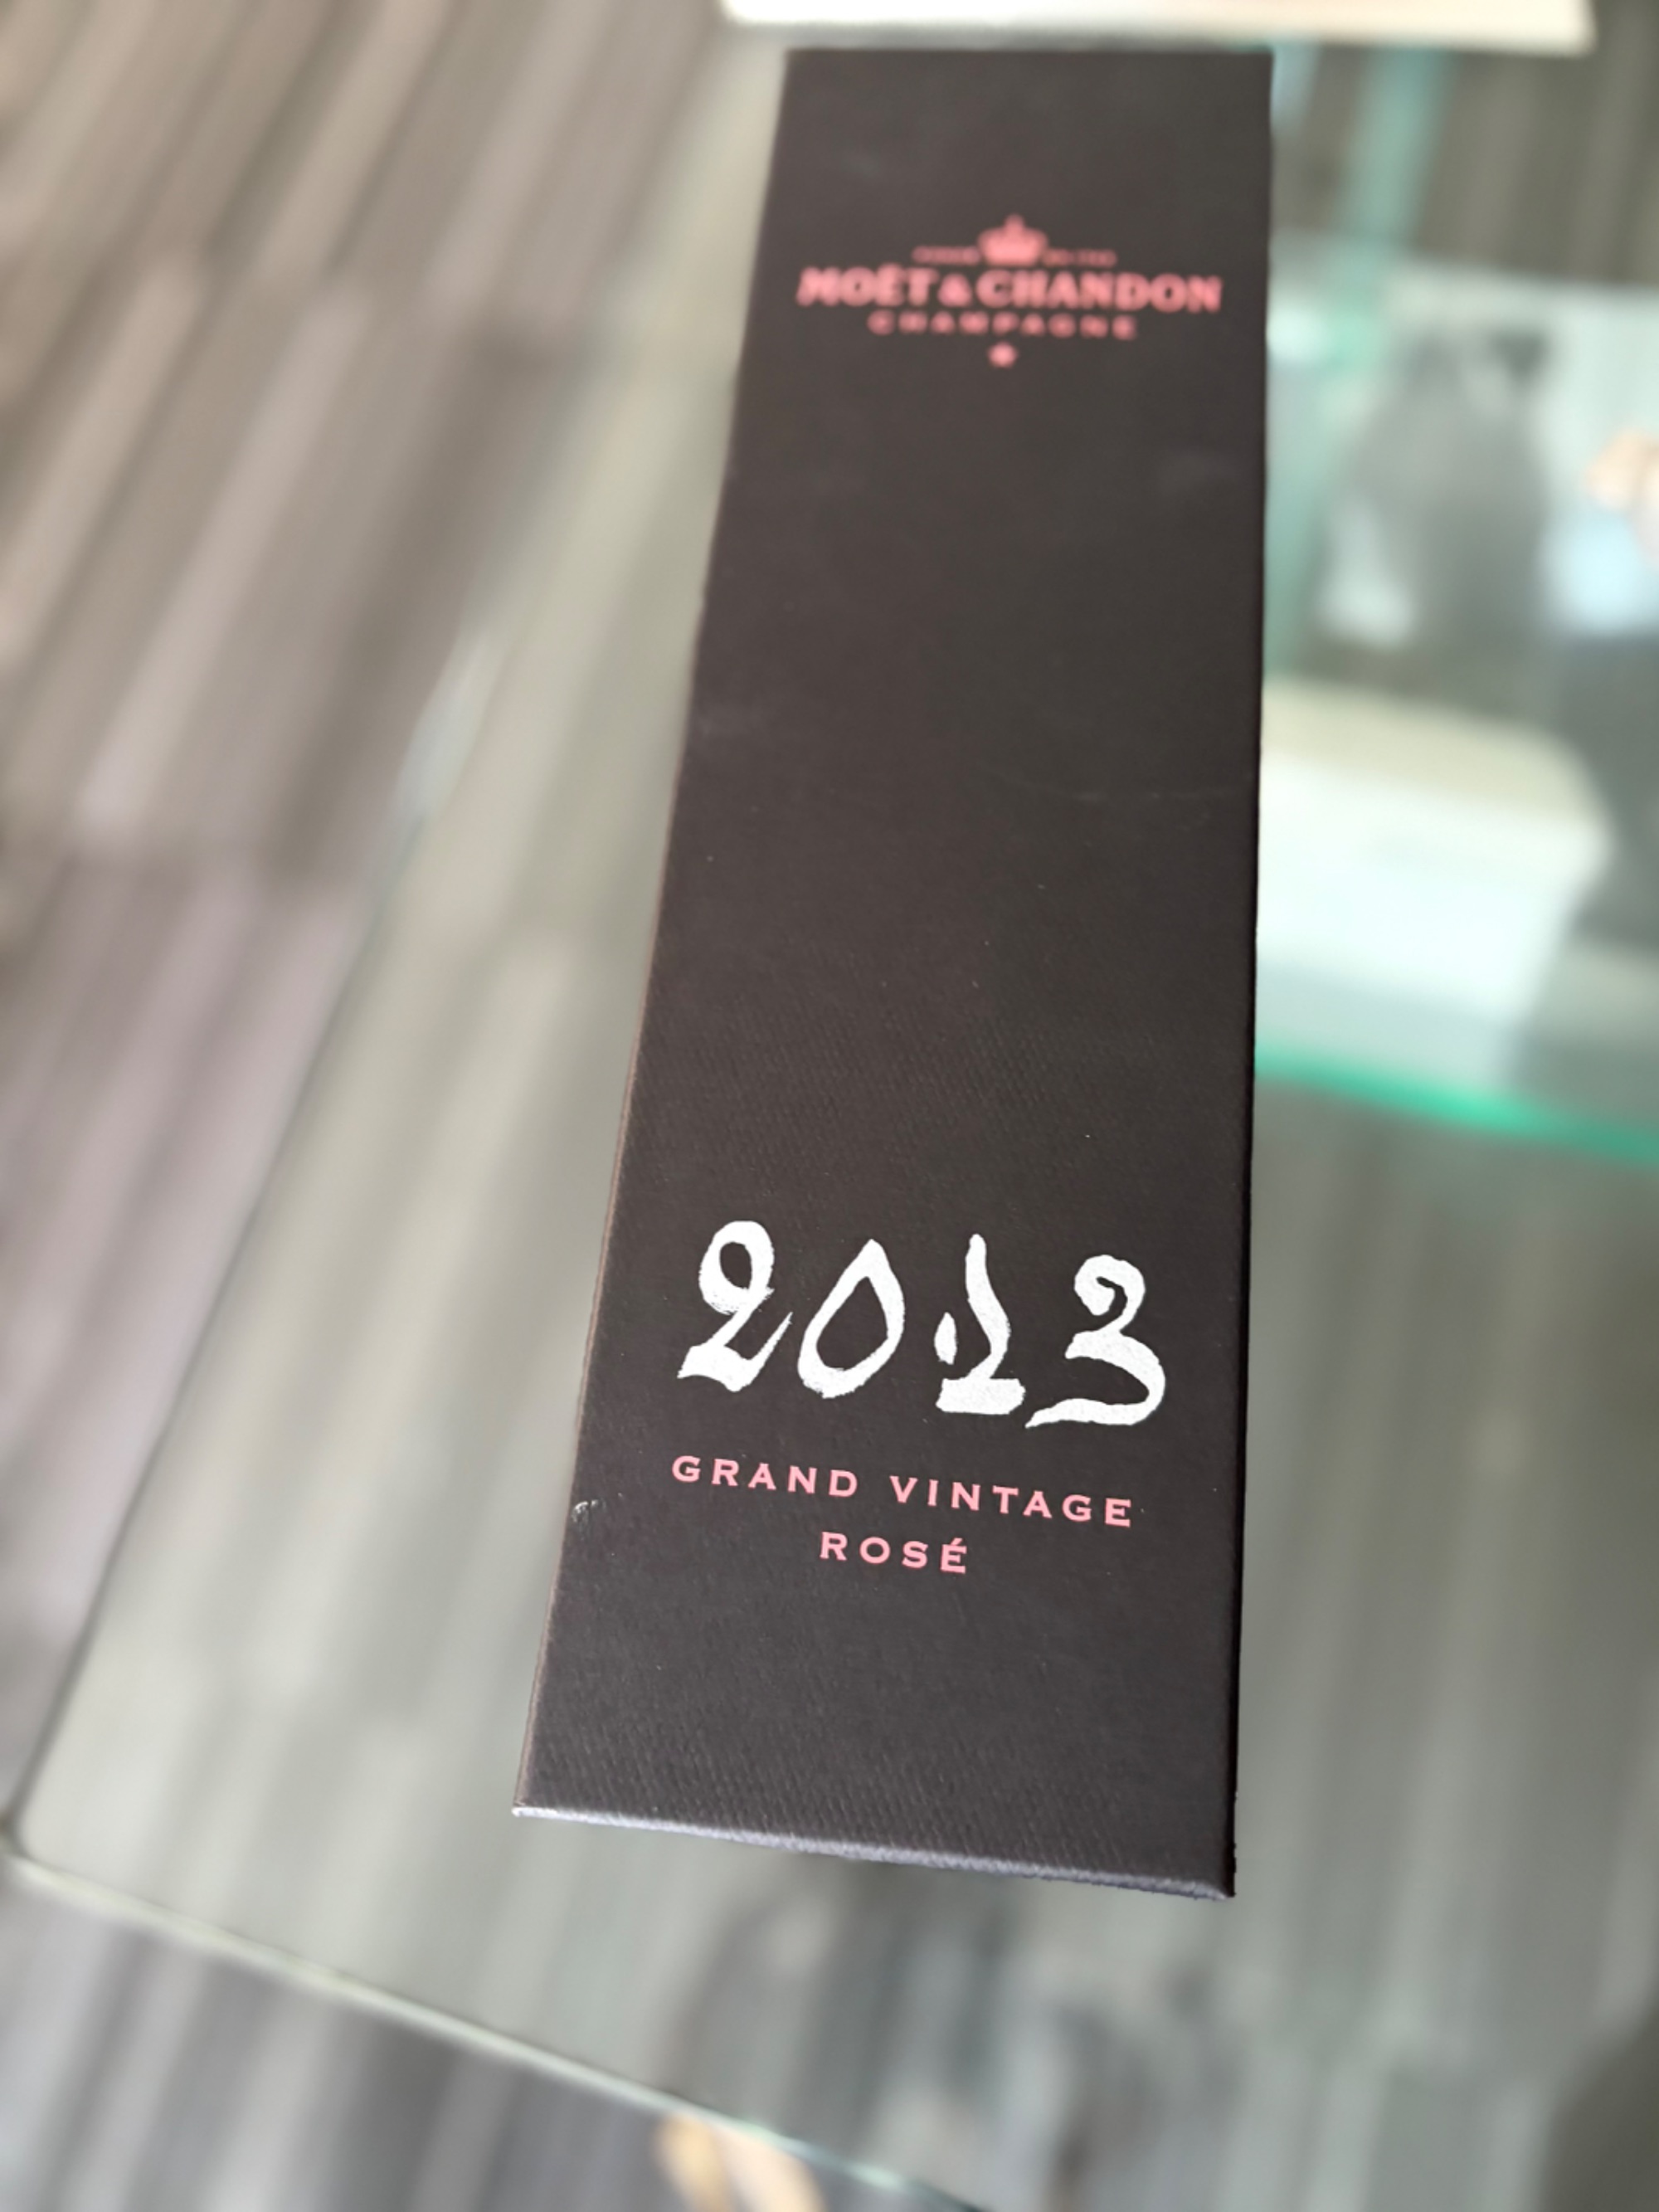 MOËT & CHANDON
CHAMPAGNE
2013
GRAND VINTAGE
ROSÉ